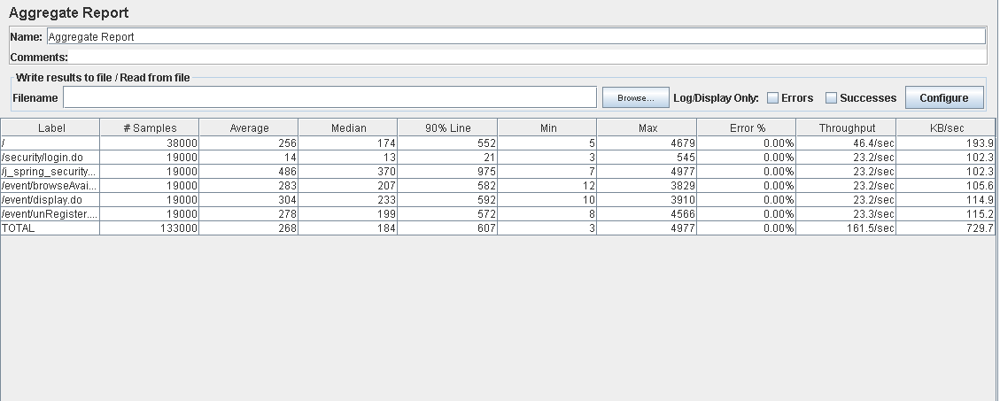 Aggregate Report
Name: Aggregate Report
Comments:
Write results to file / Read from file
Filename Browse... Log/Display Only: Errors Successes Configure
Label # Samples Average Median 90% Line Min Max Error % Throughput KB/sec
/ 38000 256 174 552 5 4679 0.00% 46.4/sec 193.9
/security/login.do 19000 14 13 21 3 545 0.00% 23.2/sec 102.3
/j_spring_security... 19000 486 370 975 7 4977 0.00% 23.2/sec 102.3
/event/browseAvai... 19000 283 207 582 12 3829 0.00% 23.2/sec 105.6
/event/display.do 19000 304 233 592 10 3910 0.00% 23.2/sec 114.9
/event/unRegister.... 19000 278 199 572 8 4566 0.00% 23.3/sec 115.2
TOTAL 133000 268 184 607 3 4977 0.00% 161.5/sec 729.7